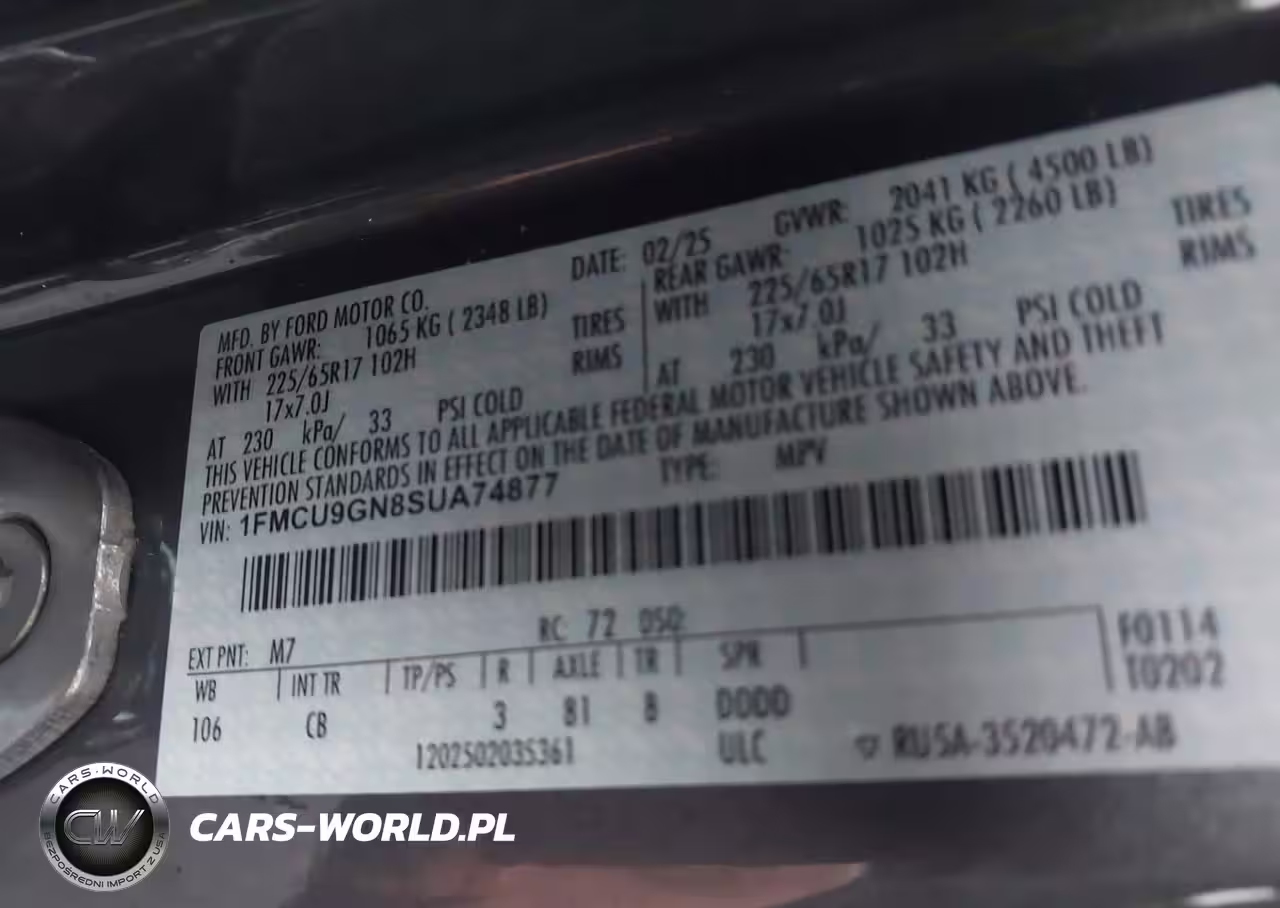 MFD. BY FORD MOTOR CO.
DATE: 02/25
GVWR: 2041 KG ( 4500 LB)
FRONT GAWR: 1065 KG ( 2348 LB)
REAR GAWR: 1025 KG ( 2260 LB)
WITH 225/65R17 102H TIRES
WITH 225/65R17 102H TIRES
17x7.0J RIMS
17x7.0J RIMS
AT 230 kPa/ 33 PSI COLD
AT 230 kPa/ 33 PSI COLD
THIS VEHICLE CONFORMS TO ALL APPLICABLE FEDERAL MOTOR VEHICLE SAFETY AND THEFT
PREVENTION STANDARDS IN EFFECT ON THE DATE OF MANUFACTURE SHOWN ABOVE.
VIN: 1FMCU9GN8SUA74877
TYPE: MPV
EXT PNT: M7 RC: 72 DSO:
F0114
T0202
WB INT TR TP/PS R AXLE TR SPR
106 CB 3 81 8 DDDD
1202502035361 ULC RU5A-3520472-AB
CARS-WORLD
CW
BEZPOŚREDNI IMPORT Z USA
CARS-WORLD.PL